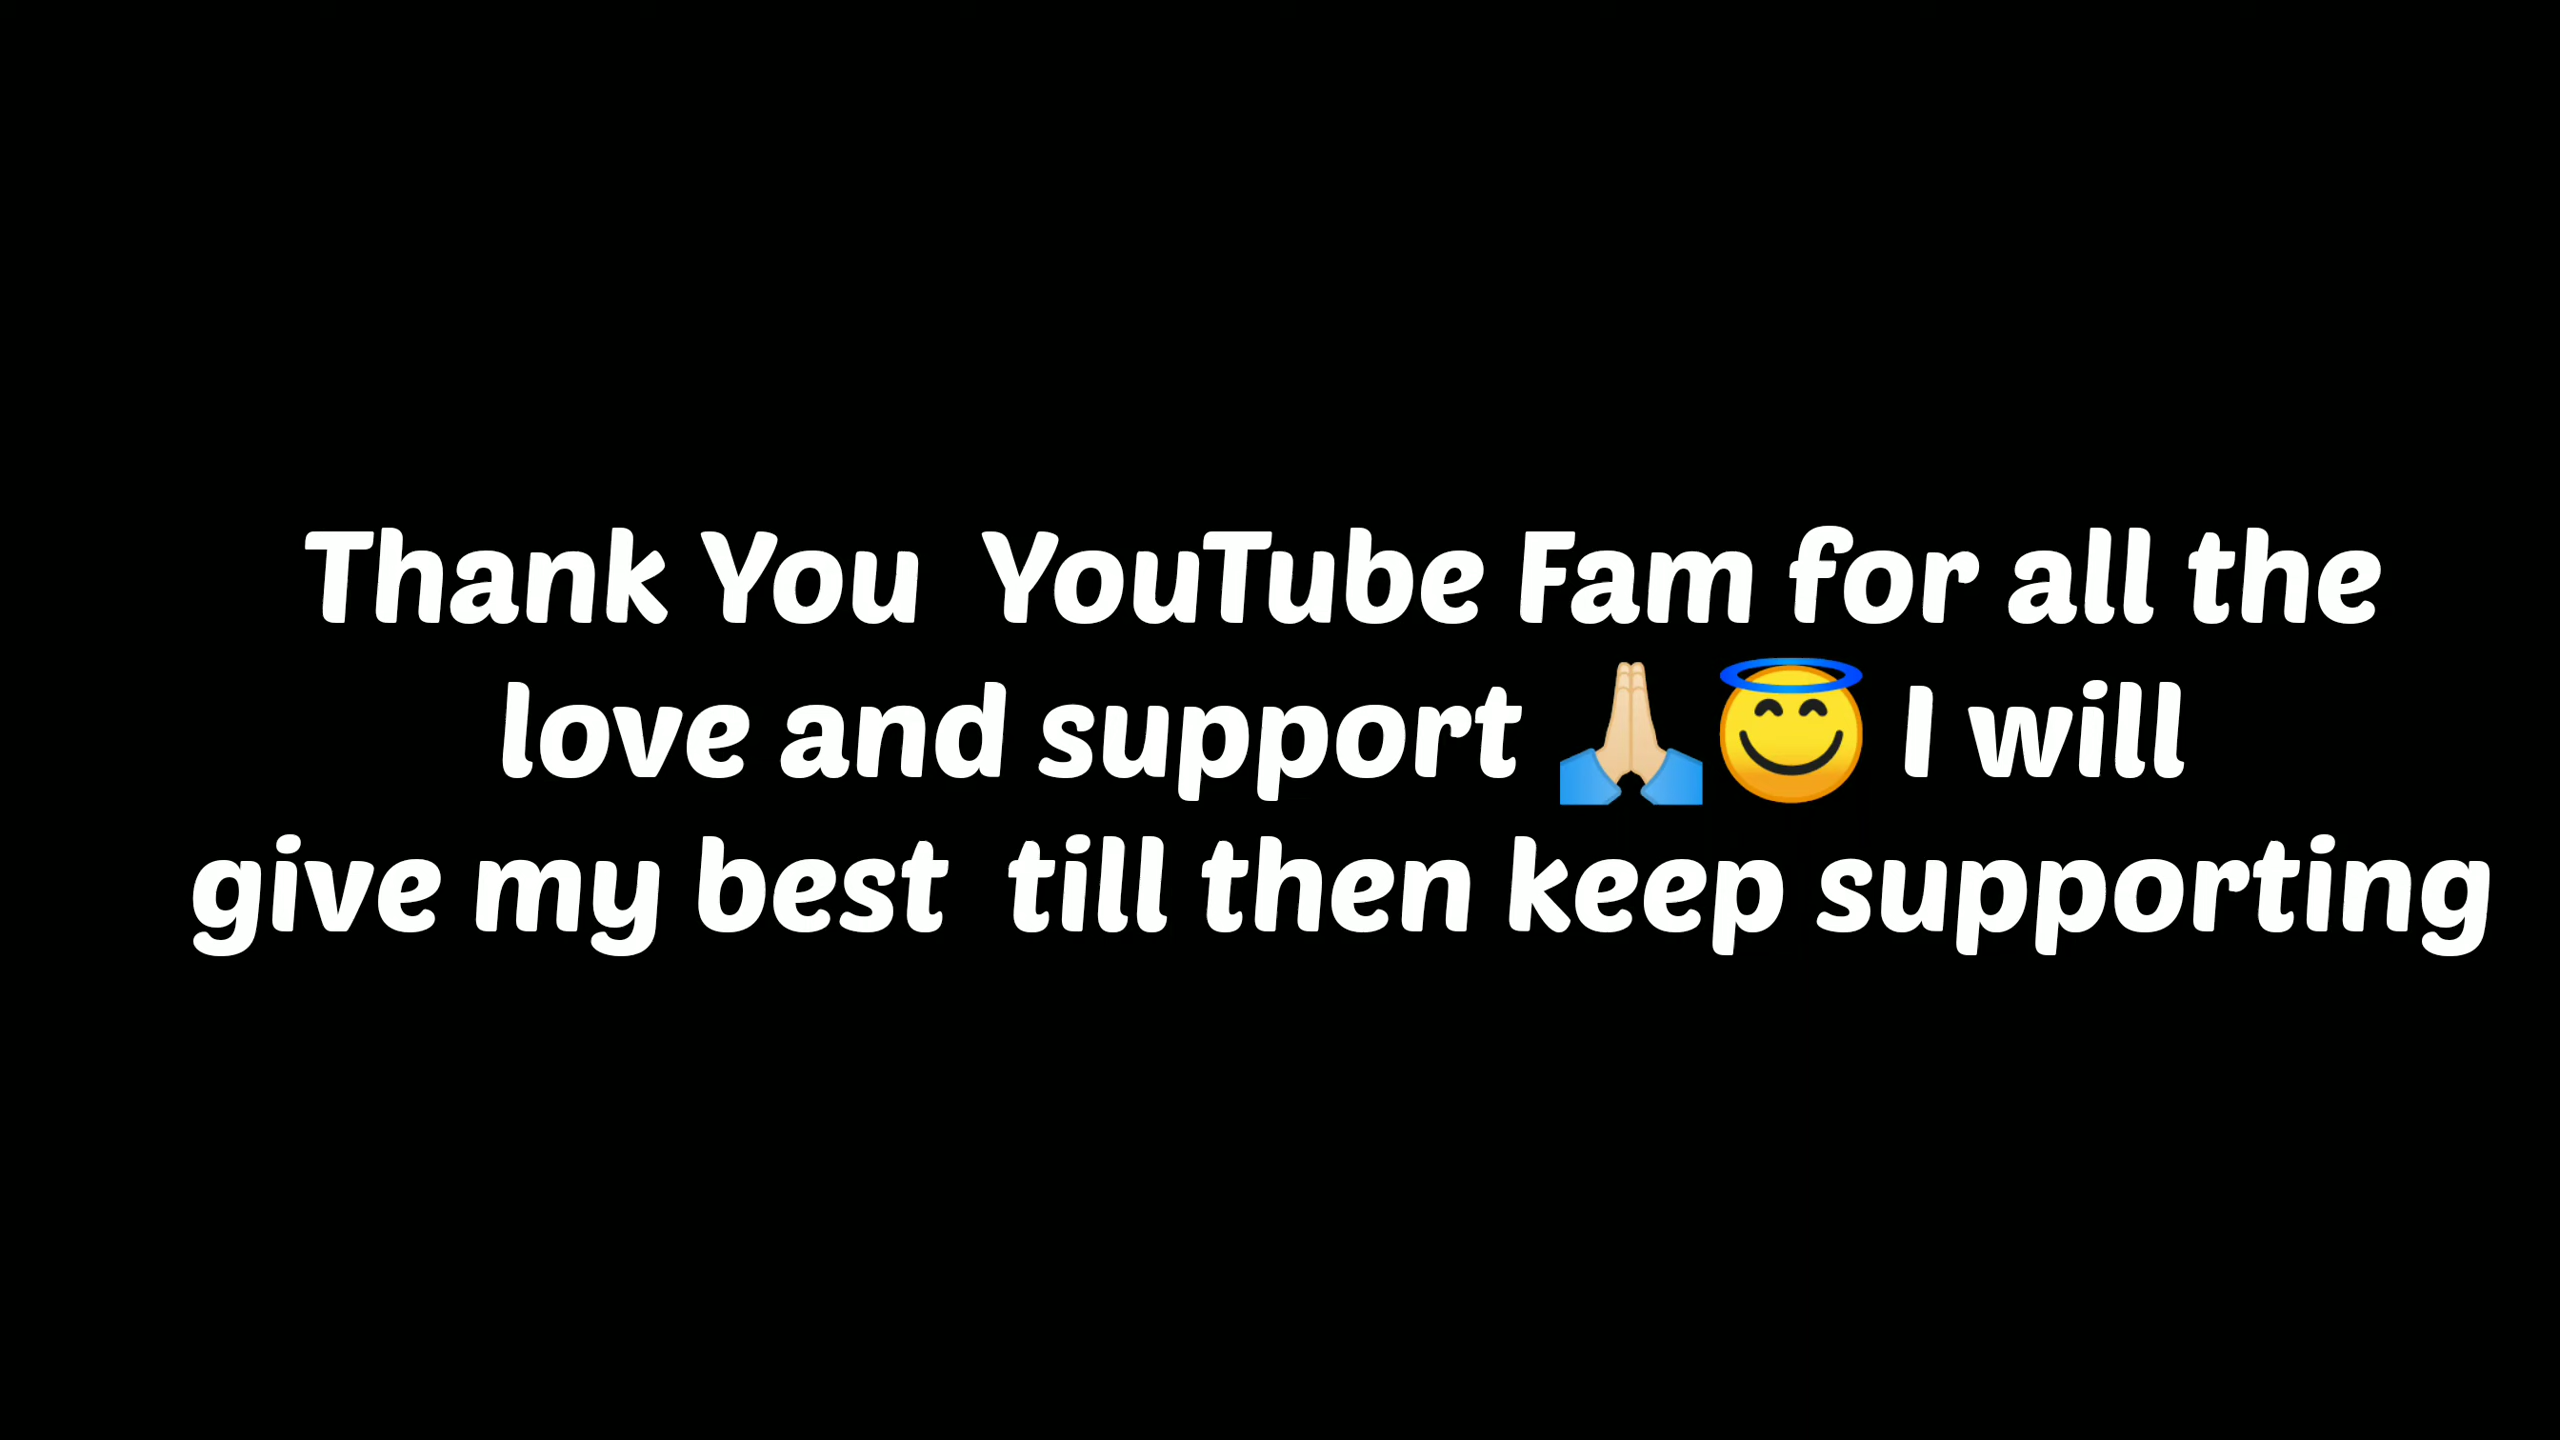 Thank You  YouTube Fam for all the
love and support 🙏🏻😇 I will
give my best  till then keep supporting